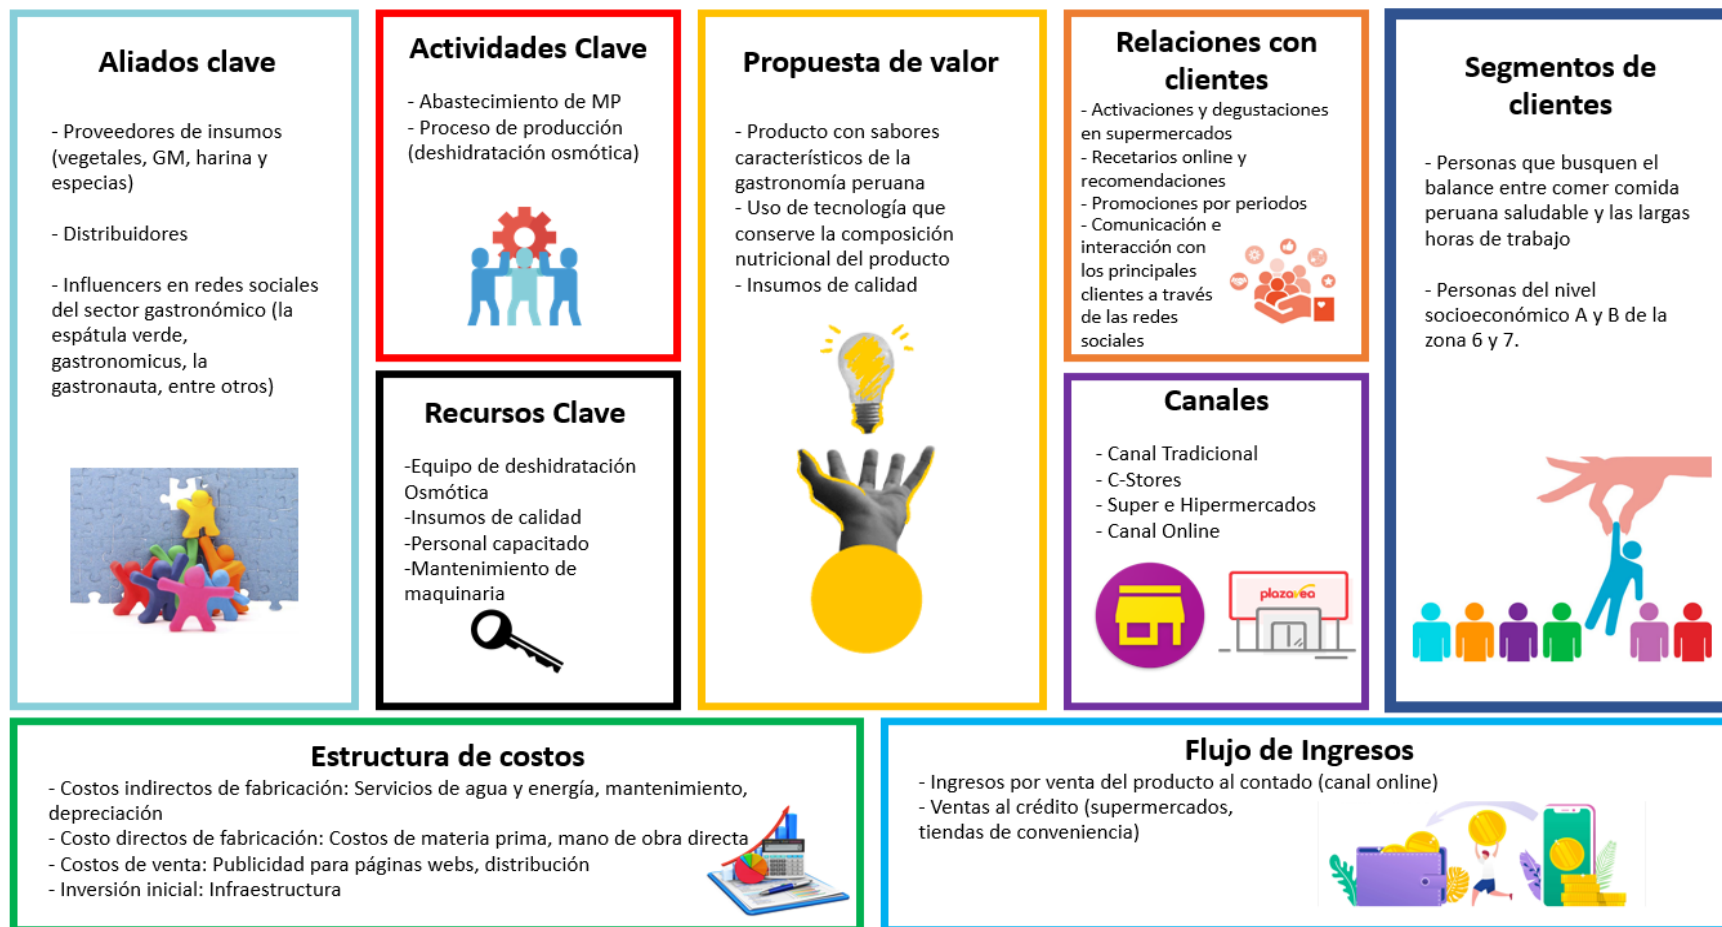 Aliados clave
- Proveedores de insumos
(vegetales, GM, harina y
especias)
- Distribuidores
- Influencers en redes sociales
del sector gastronómico (la
espátula verde,
gastronomicus, la
gastronauta, entre otros)
Actividades Clave
- Abastecimiento de MP
- Proceso de producción
(deshidratación osmótica)
Recursos Clave
-Equipo de deshidratación
Osmótica
-Insumos de calidad
-Personal capacitado
-Mantenimiento de
maquinaria
Propuesta de valor
- Producto con sabores
característicos de la
gastronomía peruana
- Uso de tecnología que
conserve la composición
nutricional del producto
- Insumos de calidad
Relaciones con
clientes
- Activaciones y degustaciones
en supermercados
- Recetarios online y
recomendaciones
- Promociones por periodos
- Comunicación e
interacción con
los principales
clientes a través
de las redes
sociales
Canales
- Canal Tradicional
- C-Stores
- Super e Hipermercados
- Canal Online
plazavea
Segmentos de
clientes
- Personas que busquen el
balance entre comer comida
peruana saludable y las largas
horas de trabajo
- Personas del nivel
socioeconómico A y B de la
zona 6 y 7.
Estructura de costos
- Costos indirectos de fabricación: Servicios de agua y energía, mantenimiento,
depreciación
- Costo directos de fabricación: Costos de materia prima, mano de obra directa
- Costos de venta: Publicidad para páginas webs, distribución
- Inversión inicial: Infraestructura
Flujo de Ingresos
- Ingresos por venta del producto al contado (canal online)
- Ventas al crédito (supermercados,
tiendas de conveniencia)